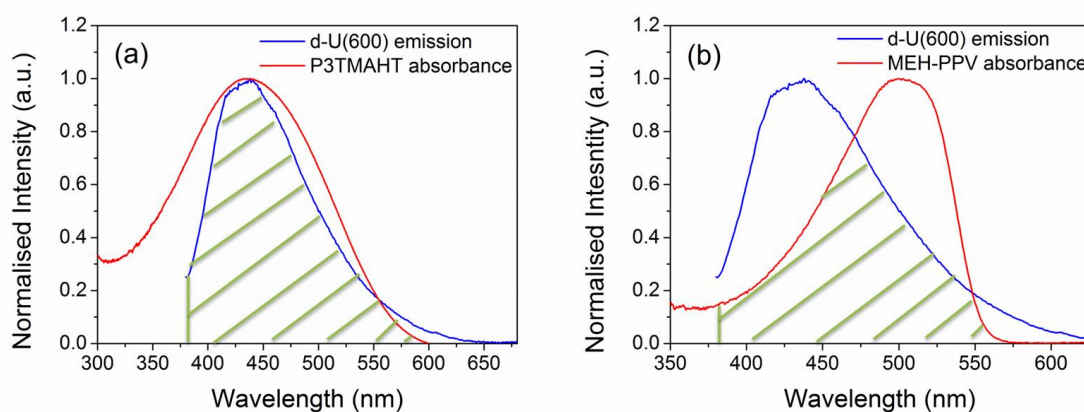 (a)
d-U(600) emission
P3TMAHT absorbance
Normalised Intensity (a.u.)
1.2
1.0
0.8
0.6
0.4
0.2
0.0
300 350 400 450 500 550 600 650
Wavelength (nm)
(b)
d-U(600) emission
MEH-PPV absorbance
Normalised Intesntity (a.u.)
1.2
1.0
0.8
0.6
0.4
0.2
0.0
350 400 450 500 550 600
Wavelength (nm)